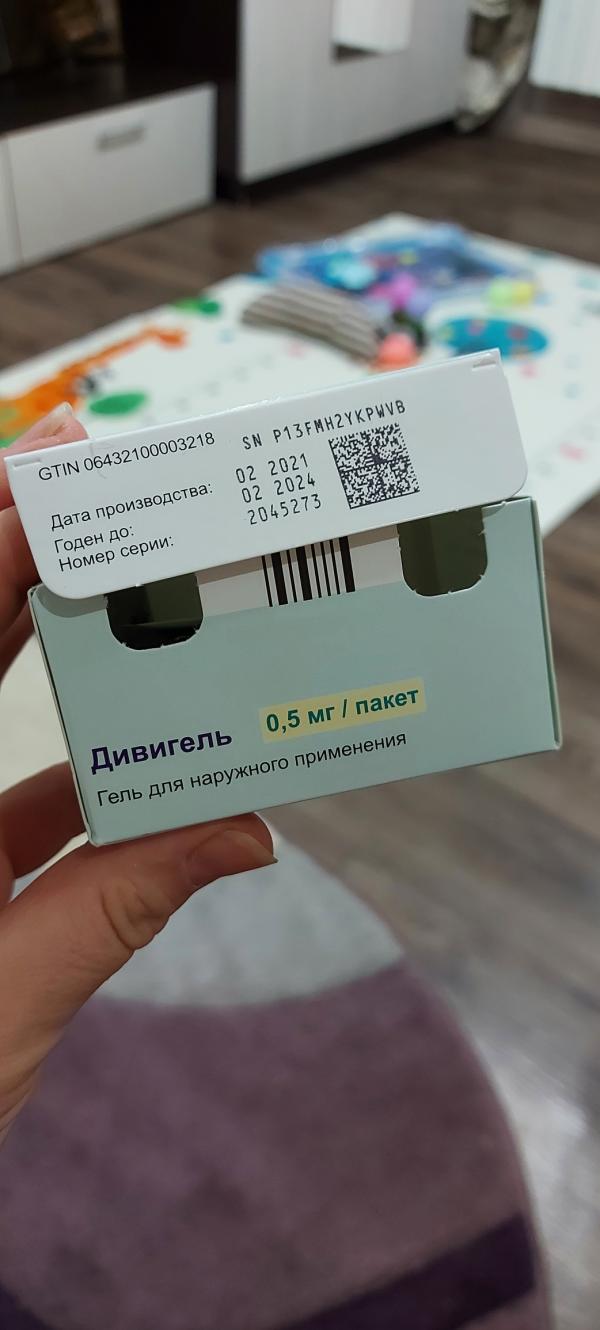 GTIN 06432100003218
SN P13FMH2YKPWVB
Дата производства: 02 2021
Годен до: 02 2024
Номер серии: 2045273
Дивигель 0,5 мг / пакет
Гель для наружного применения